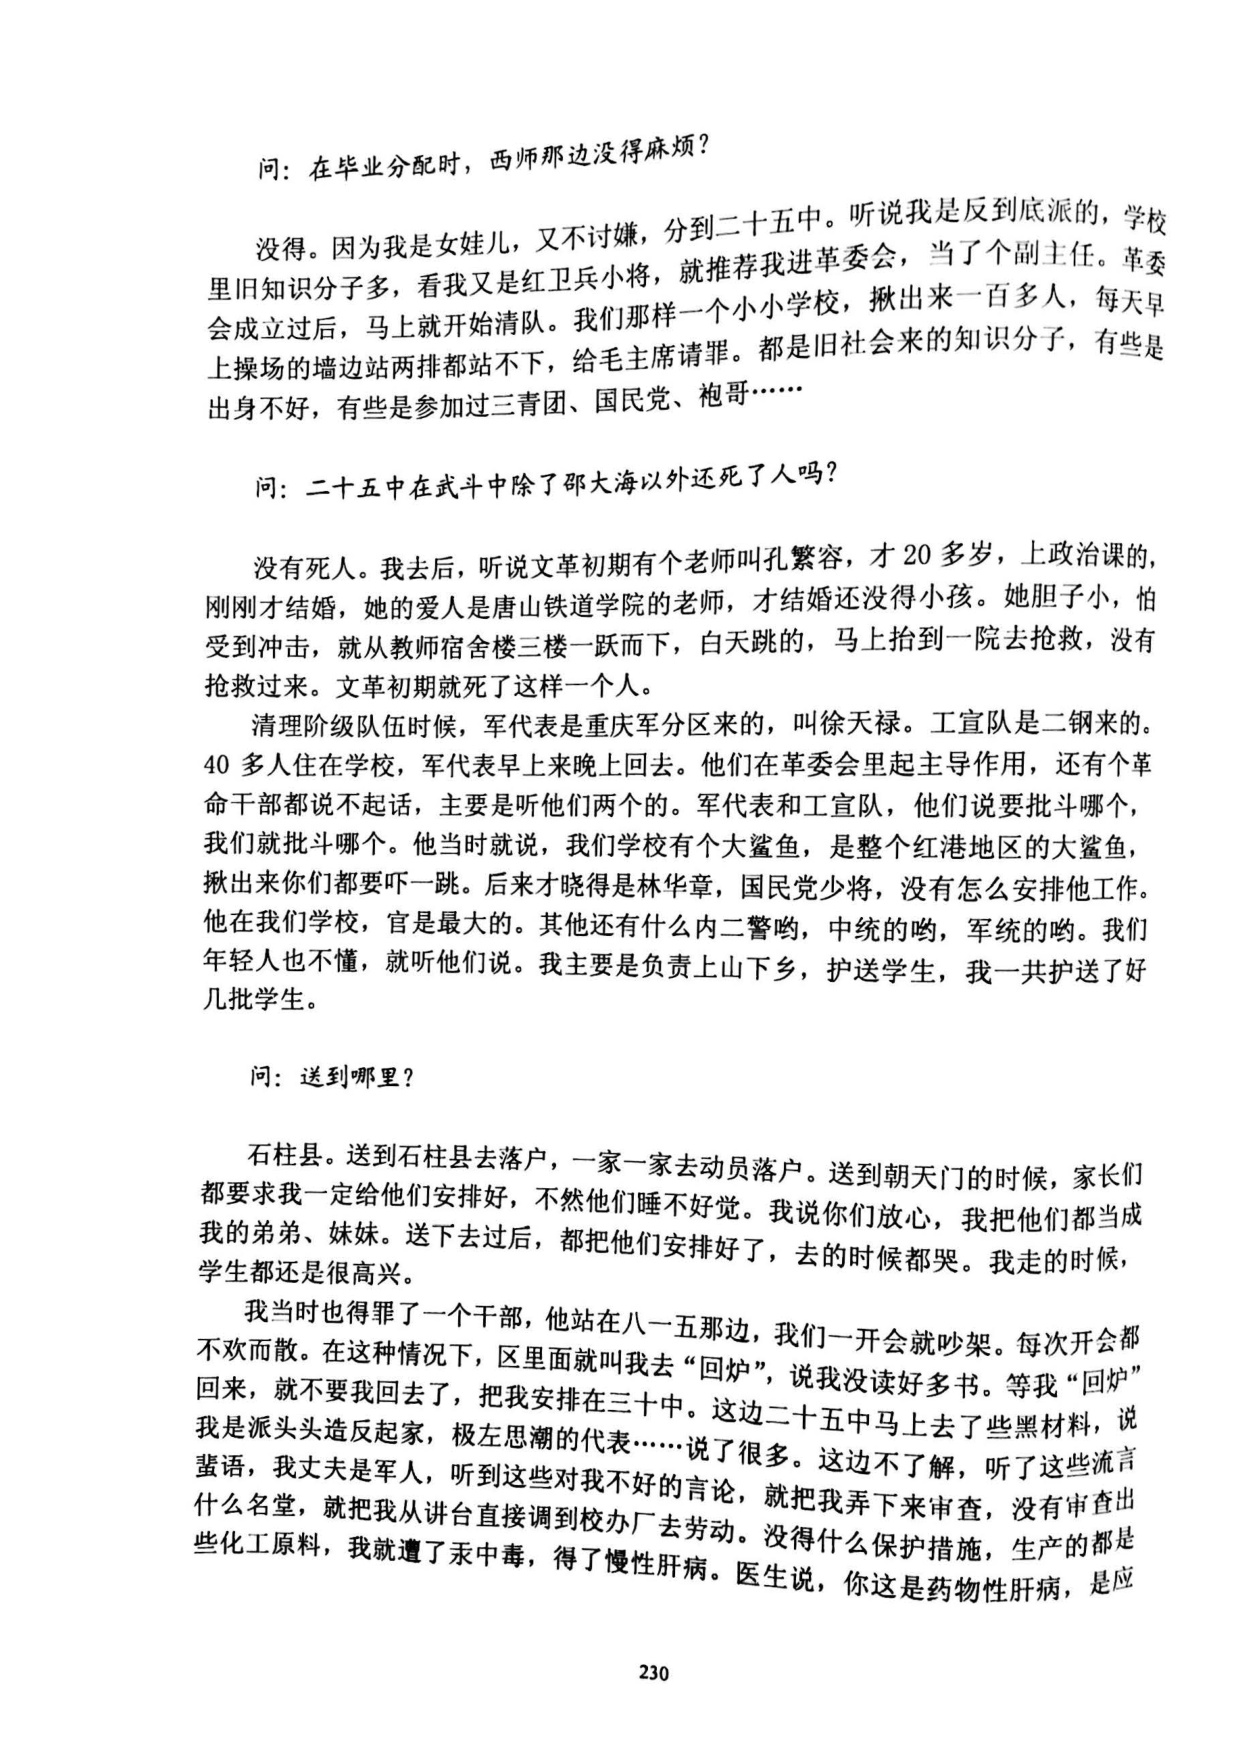 问：在毕业分配时，西师那边没得麻烦？
没得。因为我是女娃儿，又不讨嫌，分到二十五中。听说我是反到底派的，学校
里旧知识分子多，看我又是红卫兵小将，就推荐我进革委会，当了个副主任。革委
会成立过后，马上就开始清队。我们那样一个小小学校，揪出来一百多人，每天早
上操场的墙边站两排都站不下，给毛主席请罪。都是旧社会来的知识分子，有些是
出身不好，有些是参加过三青团、国民党、袍哥……
问：二十五中在武斗中除了邵大海以外还死了人吗？
没有死人。我去后，听说文革初期有个老师叫孔繁容，才 20 多岁，上政治课的，
刚刚才结婚，她的爱人是唐山铁道学院的老师，才结婚还没得小孩。她胆子小，怕
受到冲击，就从教师宿舍楼三楼一跃而下，白天跳的，马上抬到一院去抢救，没有
抢救过来。文革初期就死了这样一个人。
清理阶级队伍时候，军代表是重庆军分区来的，叫徐天禄。工宣队是二钢来的。
40 多人住在学校，军代表早上来晚上回去。他们在革委会里起主导作用，还有个革
命干部都说不起话，主要是听他们两个的。军代表和工宣队，他们说要批斗哪个，
我们就批斗哪个。他当时就说，我们学校有个大鲨鱼，是整个红港地区的大鲨鱼，
揪出来你们都要吓一跳。后来才晓得是林华章，国民党少将，没有怎么安排他工作。
他在我们学校，官是最大的。其他还有什么内二警哟，中统的哟，军统的哟。我们
年轻人也不懂，就听他们说。我主要是负责上山下乡，护送学生，我一共护送了好
几批学生。
问：送到哪里？
石柱县。送到石柱县去落户，一家一家去动员落户。送到朝天门的时候，家长们
都要求我一定给他们安排好，不然他们睡不好觉。我说你们放心，我把他们都当成
我的弟弟、妹妹。送下去过后，都把他们安排好了，去的时候都哭。我走的时候，
学生都还是很高兴。
我当时也得罪了一个干部，他站在八一五那边，我们一开会就吵架。每次开会都
不欢而散。在这种情况下，区里面就叫我去“回炉”，说我没读好多书。等我“回炉”
回来，就不要我回去了，把我安排在三十中。这边二十五中马上去了些黑材料，说
我是派头头造反起家，极左思潮的代表……说了很多。这边不了解，听了这些流言
蜚语，我丈夫是军人，听到这些对我不好的言论，就把我弄下来审查，没有审查出
什么名堂，就把我从讲台直接调到校办厂去劳动。没得什么保护措施，生产的都是
些化工原料，我就遭了汞中毒，得了慢性肝病。医生说，你这是药物性肝病，是应
230